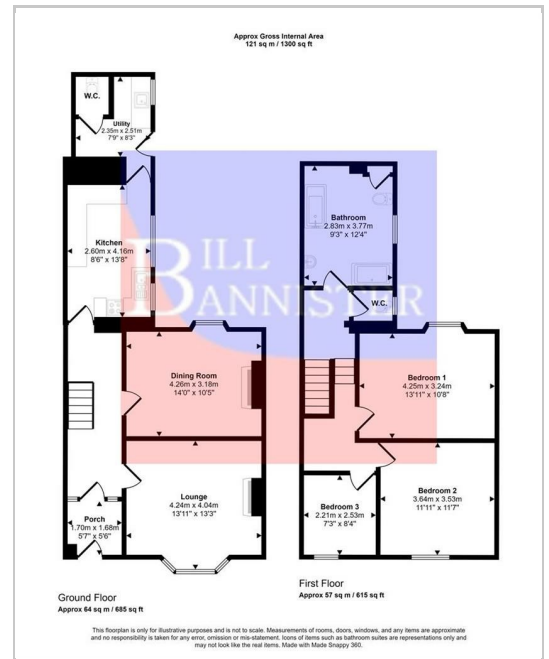 Approx Gross Internal Area
121 sq m / 1300 sq ft
W.C.
Utility
2.35m x 2.51m
7'9" x 8'3"
Kitchen
2.60m x 4.16m
8'6" x 13'8"
Dining Room
4.26m x 3.18m
14'0" x 10'5"
Lounge
4.24m x 4.04m
13'11" x 13'3"
Porch
1.70m x 1.68m
5'7" x 5'6"
Ground Floor
Approx 64 sq m / 685 sq ft
Bathroom
2.83m x 3.77m
9'3" x 12'4"
W.C.
Bedroom 1
4.25m x 3.24m
13'11" x 10'8"
Bedroom 2
3.64m x 3.53m
11'11" x 11'7"
Bedroom 3
2.21m x 2.53m
7'3" x 8'4"
First Floor
Approx 57 sq m / 615 sq ft
BILL
BANNISTER
This floorplan is only for illustrative purposes and is not to scale. Measurements of rooms, doors, windows, and any items are approximate
and no responsibility is taken for any error, omission or mis-statement. Icons of items such as bathroom suites are representations only and
may not look like the real items. Made with Made Snappy 360.